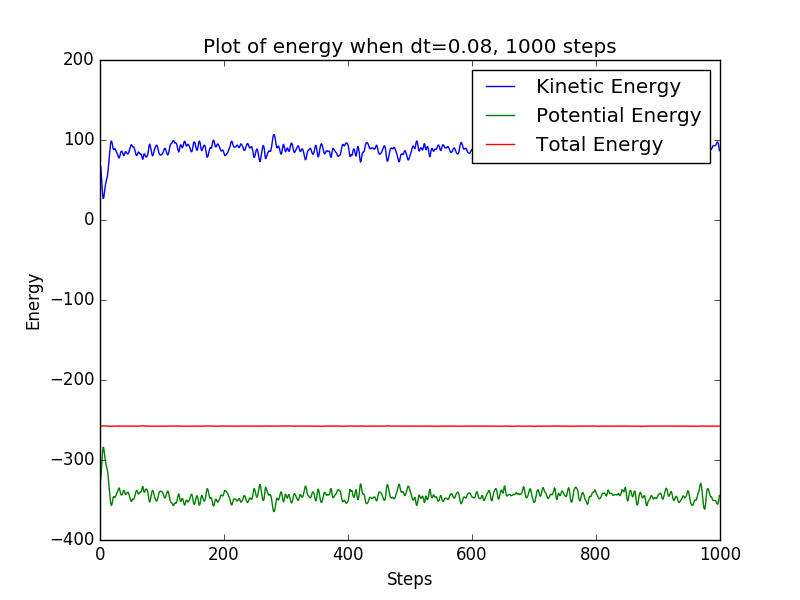 Plot of energy when dt=0.08, 1000 steps
200
100
0
−100
−200
−300
−400
Energy
Kinetic Energy
Potential Energy
Total Energy
0 200 400 600 800 1000
Steps